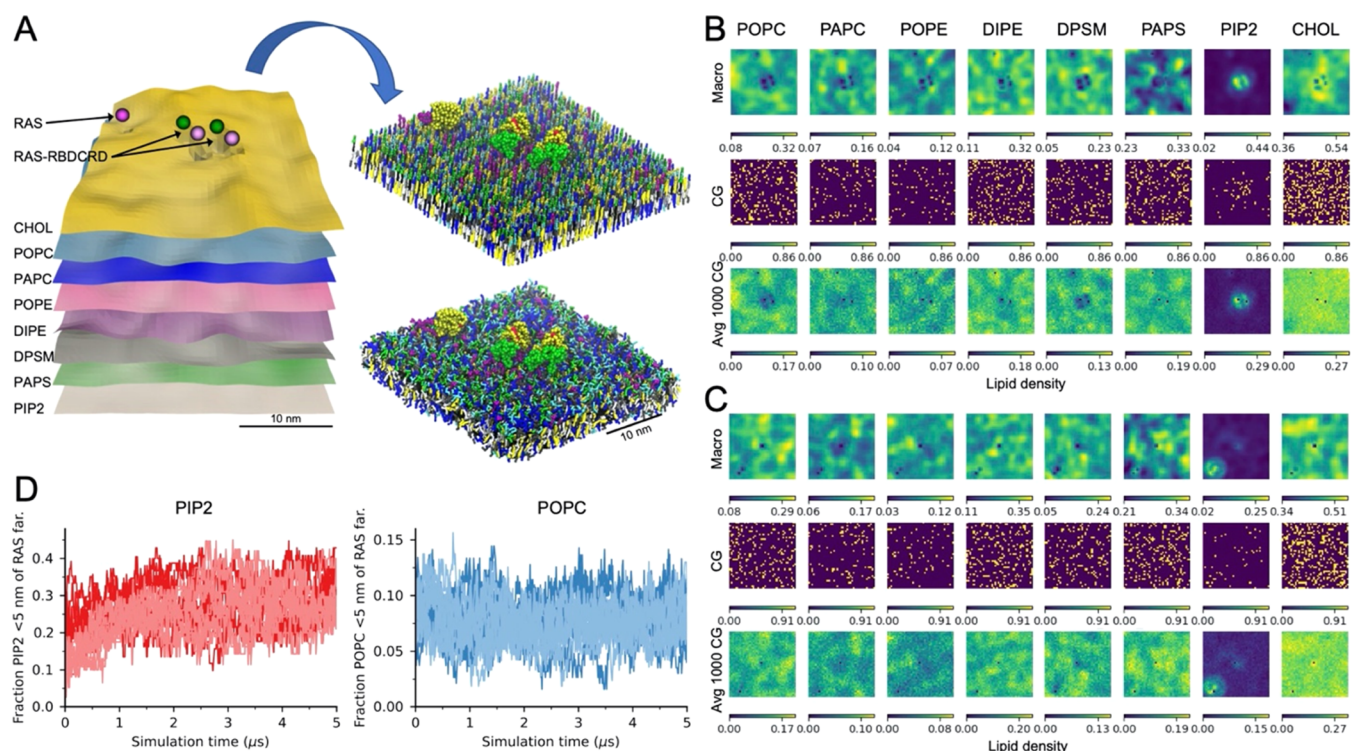 A
RAS
RAS-RBDCRD
CHOL
POPC
PAPC
POPE
DIPE
DPSM
PAPS
PIP2
10 nm
10 nm
B
POPC PAPC POPE DIPE DPSM PAPS PIP2 CHOL
Macro
0.08 0.32 0.07 0.16 0.04 0.12 0.11 0.32 0.05 0.23 0.23 0.33 0.02 0.44 0.36 0.54
CG
0.00 0.86 0.00 0.86 0.00 0.86 0.00 0.86 0.00 0.86 0.00 0.86 0.00 0.86 0.00 0.86
Avg 1000 CG
0.00 0.17 0.00 0.10 0.00 0.07 0.00 0.18 0.00 0.13 0.00 0.19 0.00 0.29 0.00 0.27
Lipid density
C
Macro
0.08 0.29 0.06 0.17 0.03 0.12 0.11 0.35 0.05 0.24 0.21 0.34 0.02 0.25 0.34 0.51
CG
0.00 0.91 0.00 0.91 0.00 0.91 0.00 0.91 0.00 0.91 0.00 0.91 0.00 0.91 0.00 0.91
Avg 1000 CG
0.00 0.17 0.00 0.10 0.00 0.08 0.00 0.20 0.00 0.13 0.00 0.19 0.00 0.15 0.00 0.27
Lipid density
D
PIP2
Fraction PIP2 <5 nm of RAS far.
0.4
0.3
0.2
0.1
0.0
0 1 2 3 4 5
Simulation time (μs)
POPC
Fraction POPC <5 nm of RAS far.
0.15
0.10
0.05
0.00
0 1 2 3 4 5
Simulation time (μs)